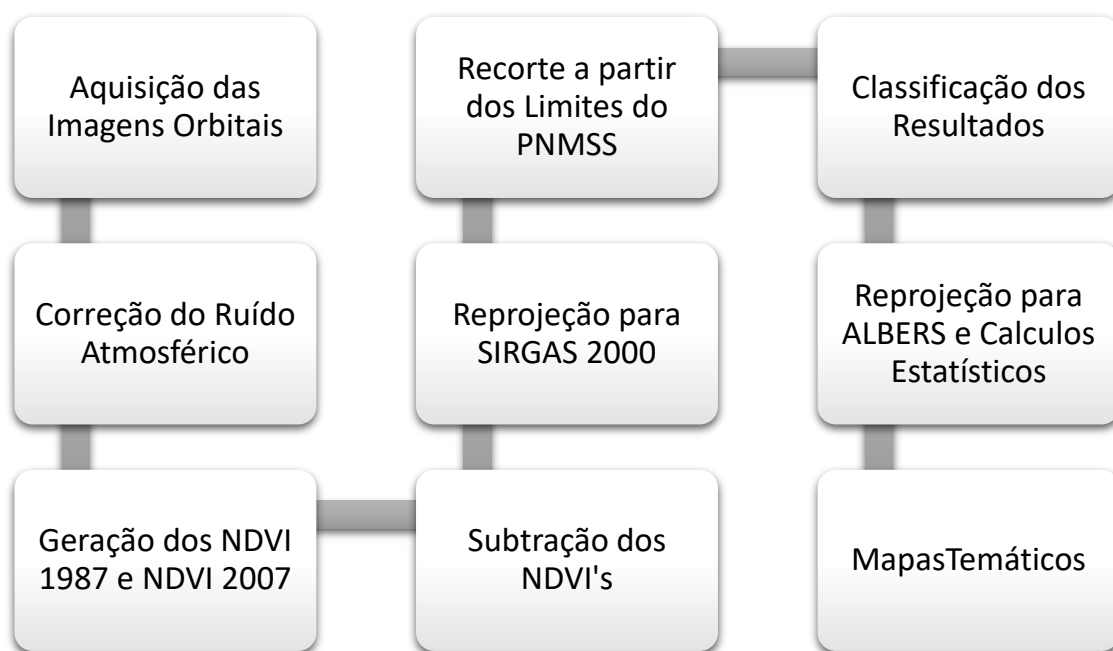 Aquisição das
Imagens Orbitais
Correção do Ruído
Atmosférico
Geração dos NDVI
1987 e NDVI 2007
Subtração dos
NDVI's
Reprojeção para
SIRGAS 2000
Recorte a partir
dos Limites do
PNMSS
Classificação dos
Resultados
Reprojeção para
ALBERS e Calculos
Estatísticos
MapasTemáticos